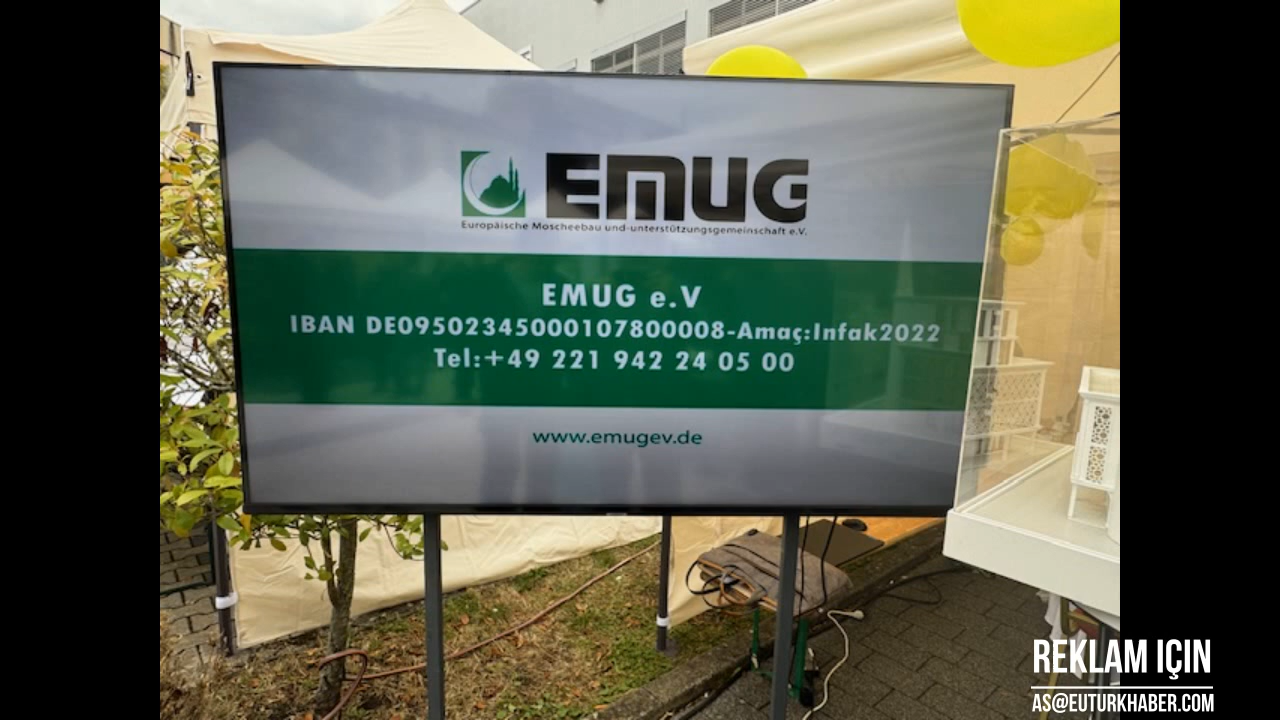 EMUG
Europäische Moscheebau und-unterstützungsgemeinschaft e.V.
EMUG e.V
IBAN DE09502345000107800008-Amaç:Infak2022
Tel:+49 221 942 24 05 00
www.emugev.de
REKLAM IÇIN
AS@EUTURKHABER.COM